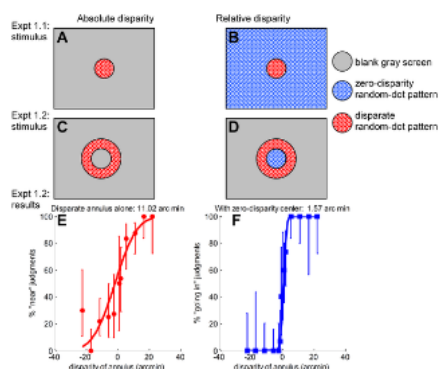 Absolute disparity
Relative disparity
Expt 1.1:
stimulus
A
B
blank gray screen
zero-disparity
random-dot pattern
disparate
random-dot pattern
Expt 1.2:
stimulus
C
D
Expt 1.2:
results
Disparate annulus alone: 11.02 arc min
With zero-disparity center: 1.57 arc min
E
F
% "near" judgments
100
80
60
40
20
0
-40
-20
0
20
40
disparity of annulus (arcmin)
% "going in" judgments
100
80
60
40
20
0
-40
-20
0
20
40
disparity of annulus (arcmin)